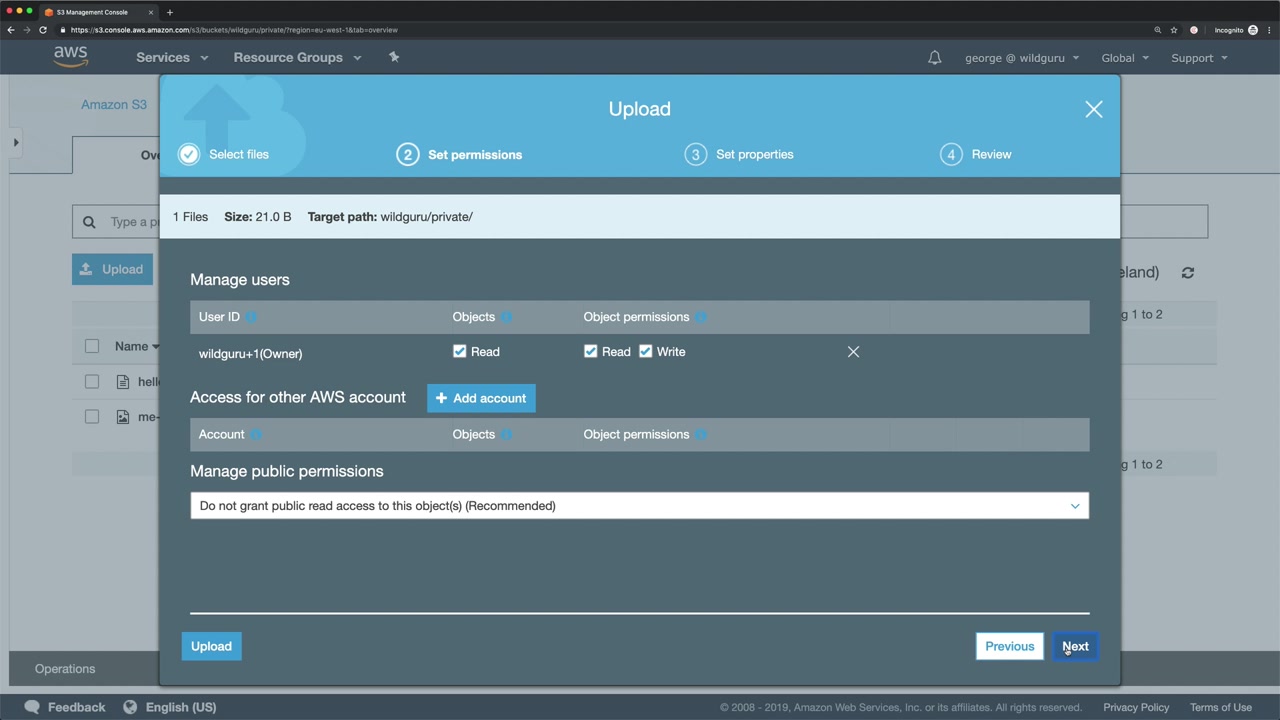 S3 Management Console
https://s3.console.aws.amazon.com/s3/buckets/wildguru/private/?region=eu-west-1&tab=overview
Incognito
aws
Services
Resource Groups
george @ wildguru
Global
Support
Amazon S3
Upload
Select files
2 Set permissions
3 Set properties
4 Review
Ove
1 Files Size: 21.0 B Target path: wildguru/private/
Type a p
Upload
eland)
Manage users
User ID Objects Object permissions
g 1 to 2
Name
wildguru+1(Owner) Read Read Write
hell
Access for other AWS account + Add account
me-
Account Objects Object permissions
g 1 to 2
Manage public permissions
Do not grant public read access to this object(s) (Recommended)
Upload
Previous
Next
Operations
Feedback
English (US)
© 2008 - 2019, Amazon Web Services, Inc. or its affiliates. All rights reserved.
Privacy Policy
Terms of Use